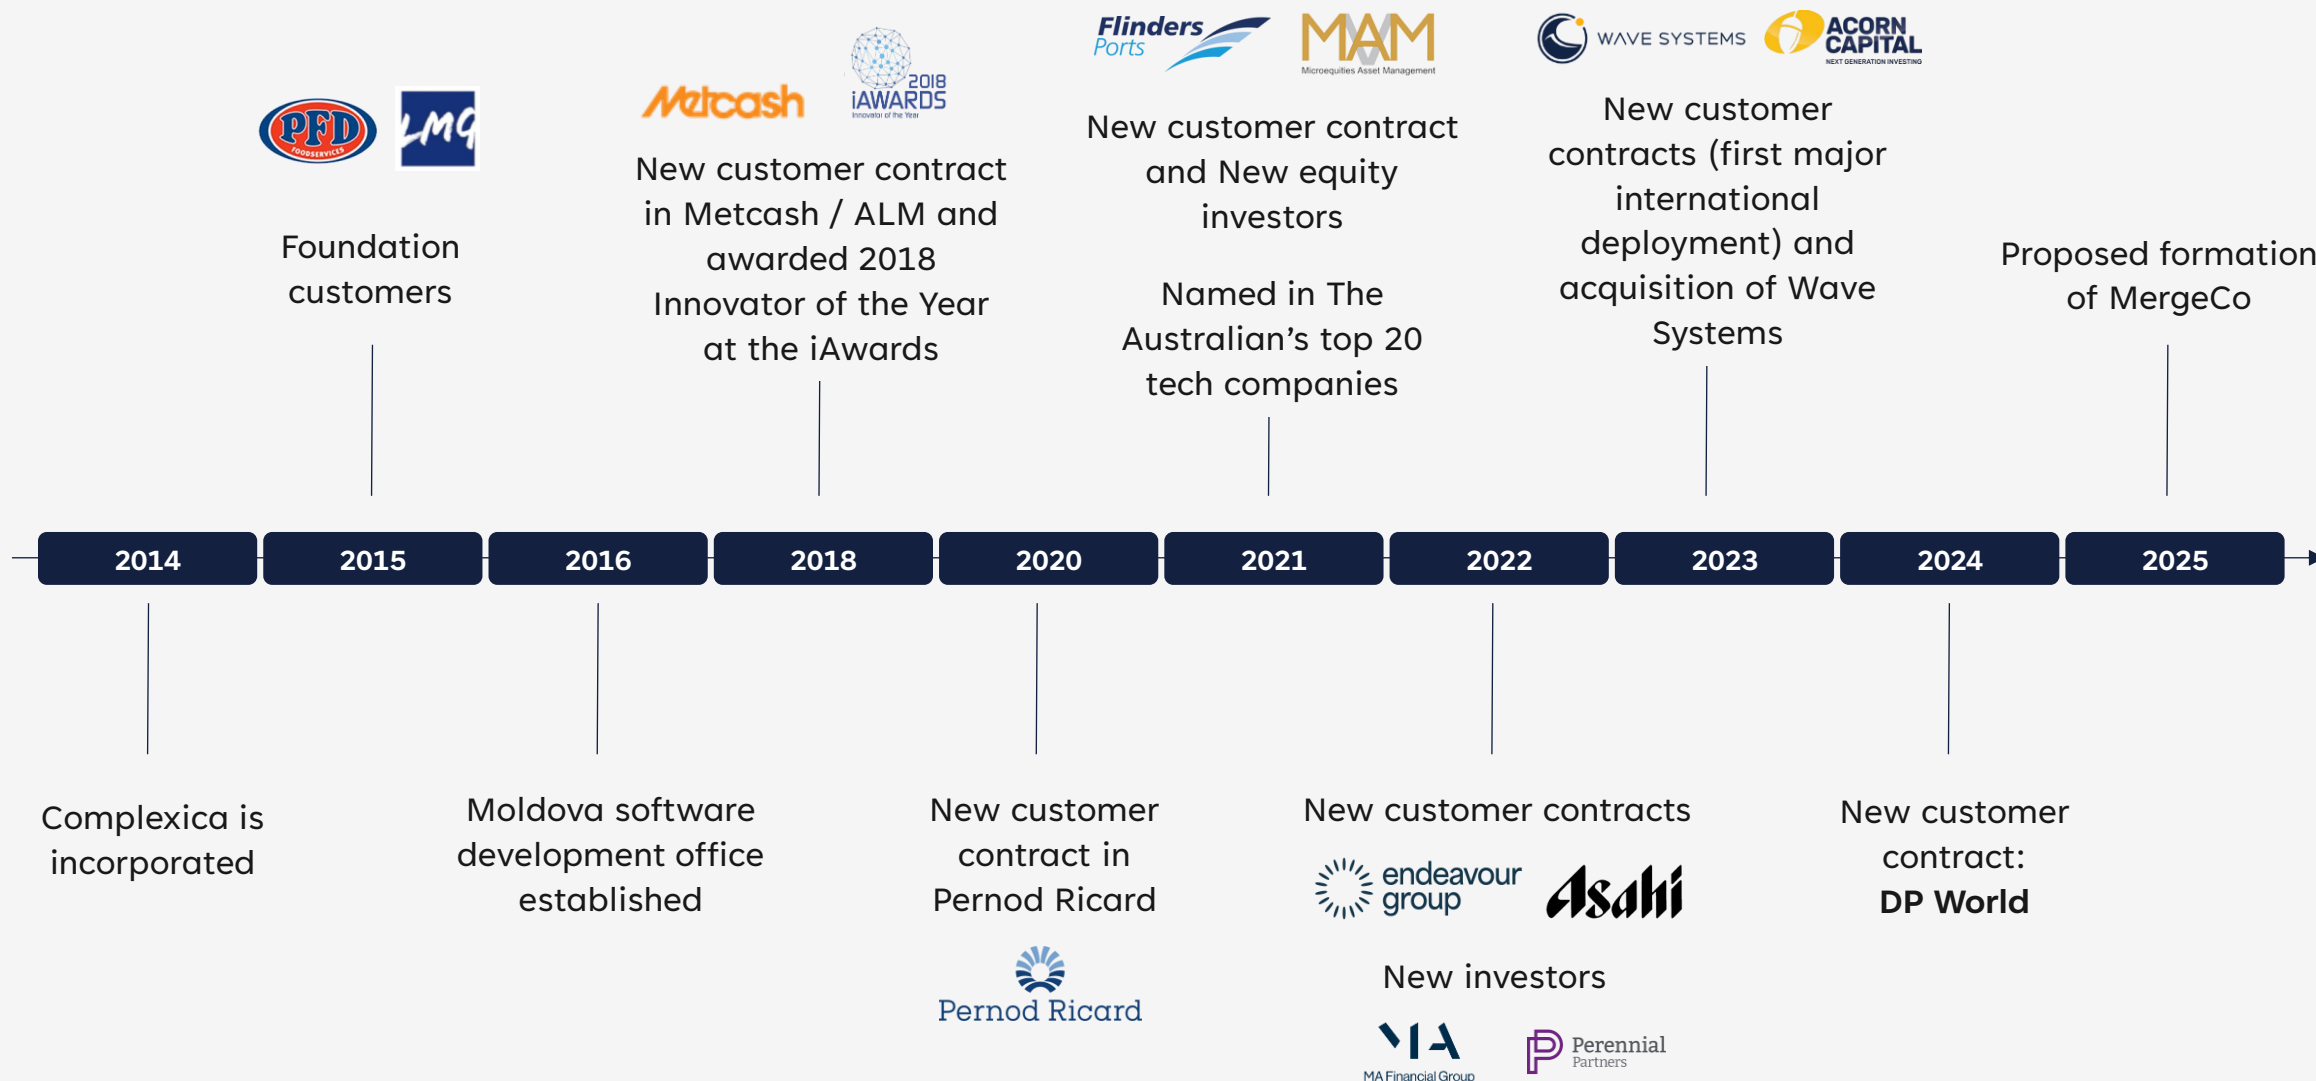 PFD
FOODSERVICES
LMG
Foundation
customers
Metcash
2018
iAWARDS
Innovator of the Year
New customer contract
in Metcash / ALM and
awarded 2018
Innovator of the Year
at the iAwards
Flinders
Ports
MAM
Microequities Asset Management
New customer contract
and New equity
investors
Named in The
Australian’s top 20
tech companies
WAVE SYSTEMS
ACORN
CAPITAL
NEXT GENERATION INVESTING
New customer
contracts (first major
international
deployment) and
acquisition of Wave
Systems
Proposed formation
of MergeCo
2014
2015
2016
2018
2020
2021
2022
2023
2024
2025
Complexica is
incorporated
Moldova software
development office
established
New customer
contract in
Pernod Ricard
Pernod Ricard
New customer contracts
endeavour
group
Asahi
New investors
MA
MA Financial Group
Perennial
Partners
New customer
contract:
DP World